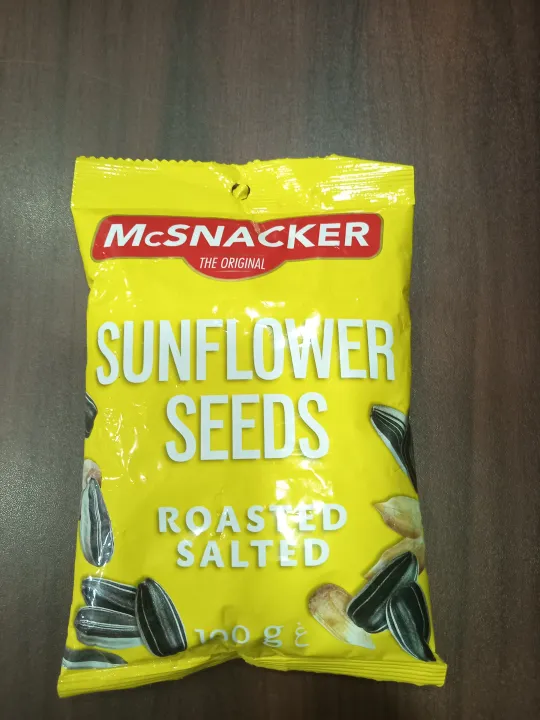 McSNACKER
THE ORIGINAL
SUNFLOWER
SEEDS
ROASTED
SALTED
100 g غ